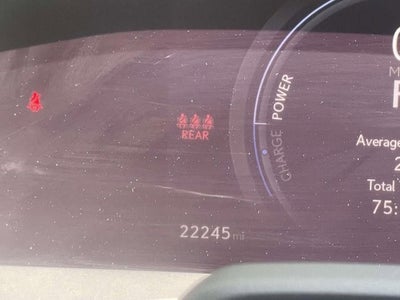 POWER
CHARGE
REAR
Average
Total
75:
22245 mi